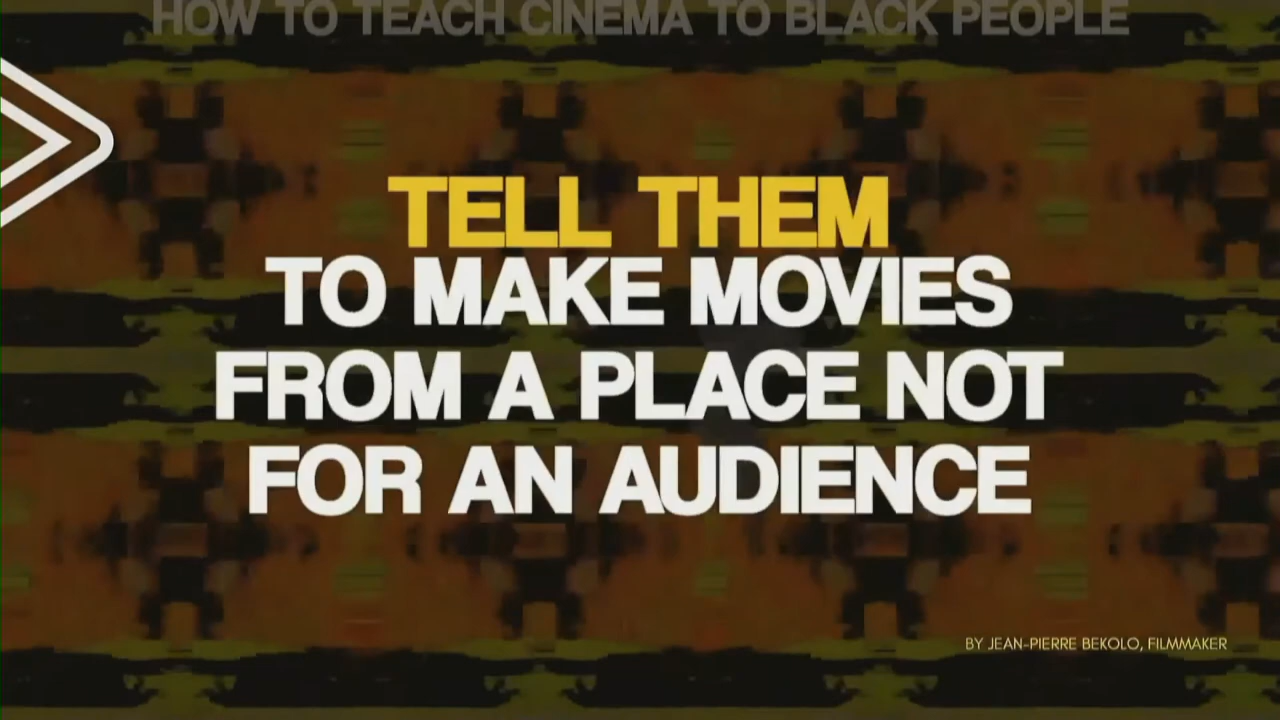 HOW TO TEACH CINEMA TO BLACK PEOPLE
TELL THEM
TO MAKE MOVIES
FROM A PLACE NOT
FOR AN AUDIENCE
BY JEAN-PIERRE BEKOLO, FILMMAKER